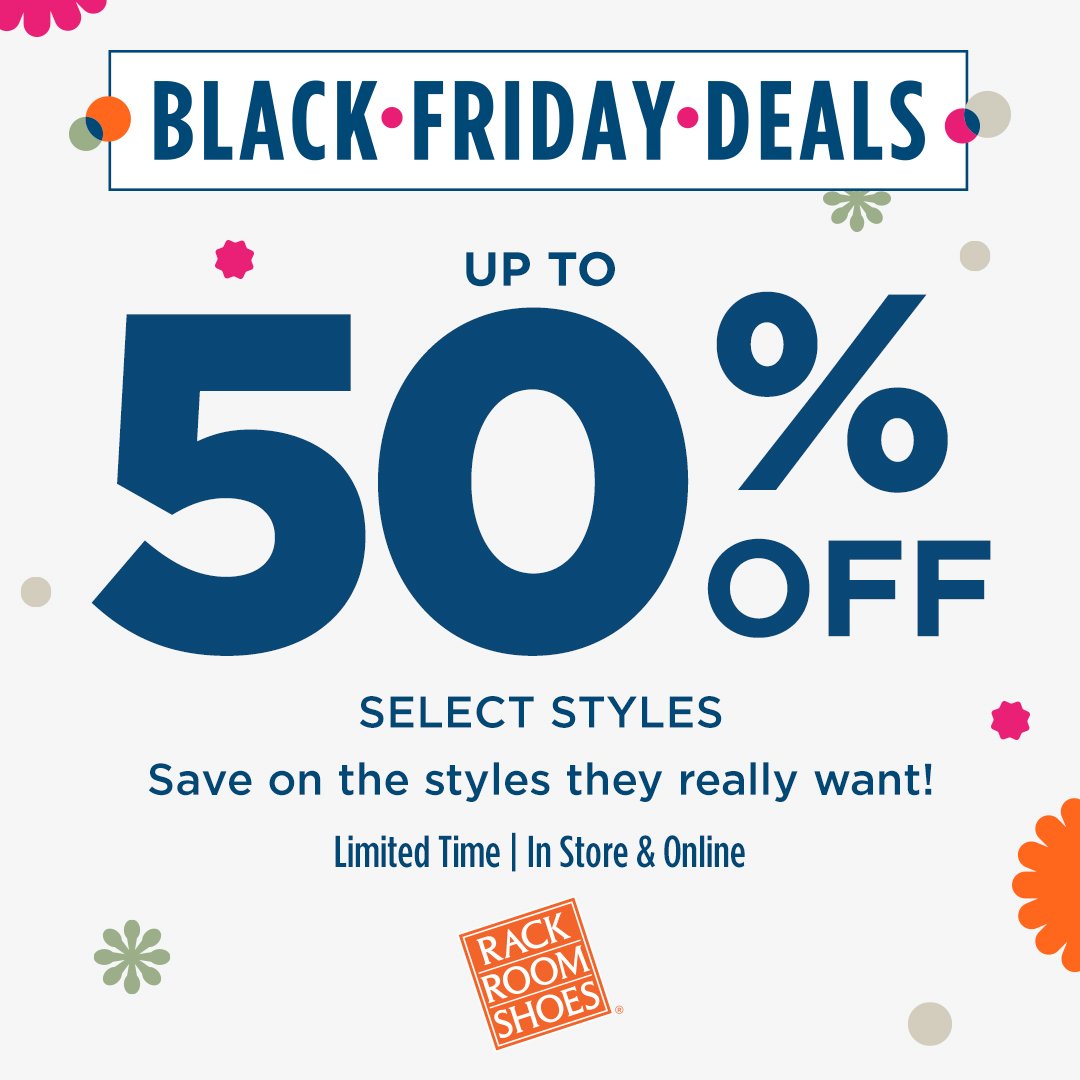 BLACK•FRIDAY•DEALS
UP TO
50%
OFF
SELECT STYLES
Save on the styles they really want!
Limited Time | In Store & Online
RACK
ROOM
SHOES®